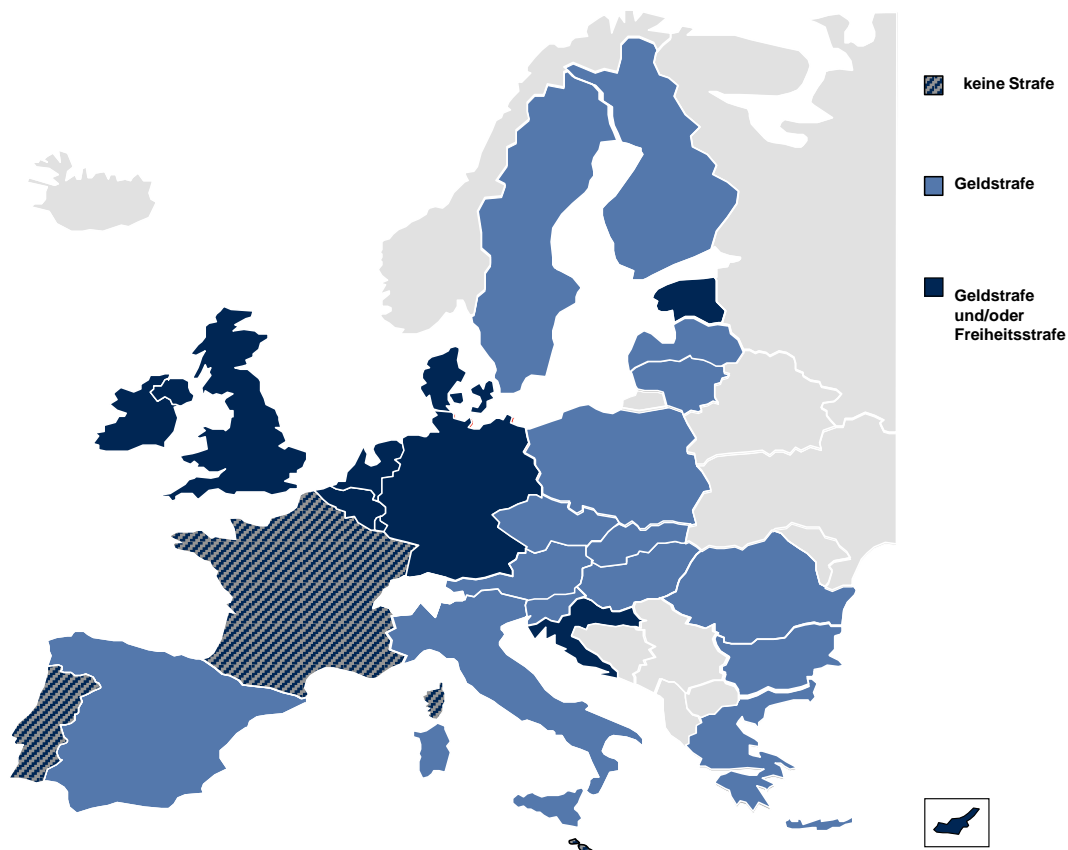 keine Strafe
Geldstrafe
Geldstrafe
und/oder
Freiheitsstrafe